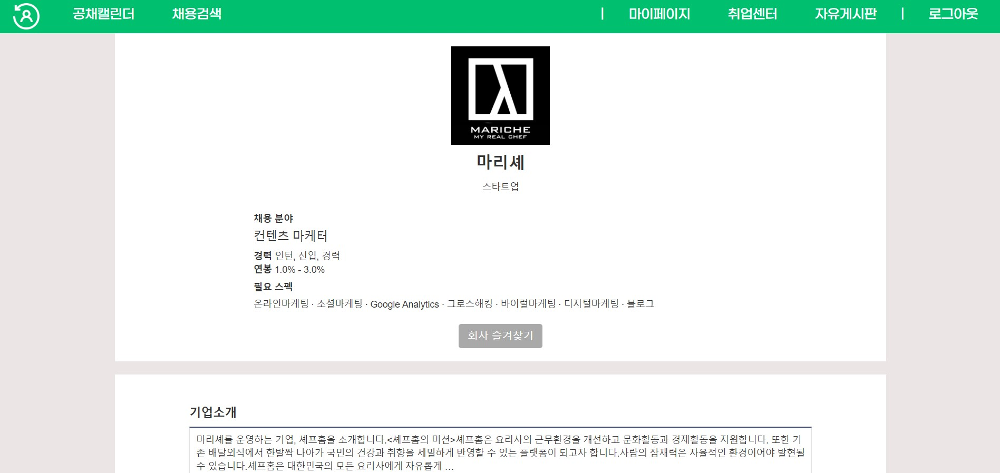 공채캘린더 채용검색 | 마이페이지 취업센터 자유게시판 | 로그아웃
MARICHE
MY REAL CHEF
마리셰
스타트업
채용 분야
컨텐츠 마케터
경력 인턴, 신입, 경력
연봉 1.0% - 3.0%
필요 스펙
온라인마케팅 · 소셜마케팅 · Google Analytics · 그로스해킹 · 바이럴마케팅 · 디지털마케팅 · 블로그
회사 즐겨찾기
기업소개
마리셰를 운영하는 기업, 셰프홈을 소개합니다.<셰프홈의 미션>셰프홈은 요리사의 근무환경을 개선하고 문화활동과 경제활동을 지원합니다. 또한 기
존 배달외식에서 한발짝 나아가 국민의 건강과 취향을 세밀하게 반영할 수 있는 플랫폼이 되고자 합니다.사람의 잠재력은 자율적인 환경이어야 발현될
수 있습니다.셰프홈은 대한민국의 모든 요리사에게 자유롭게 ...